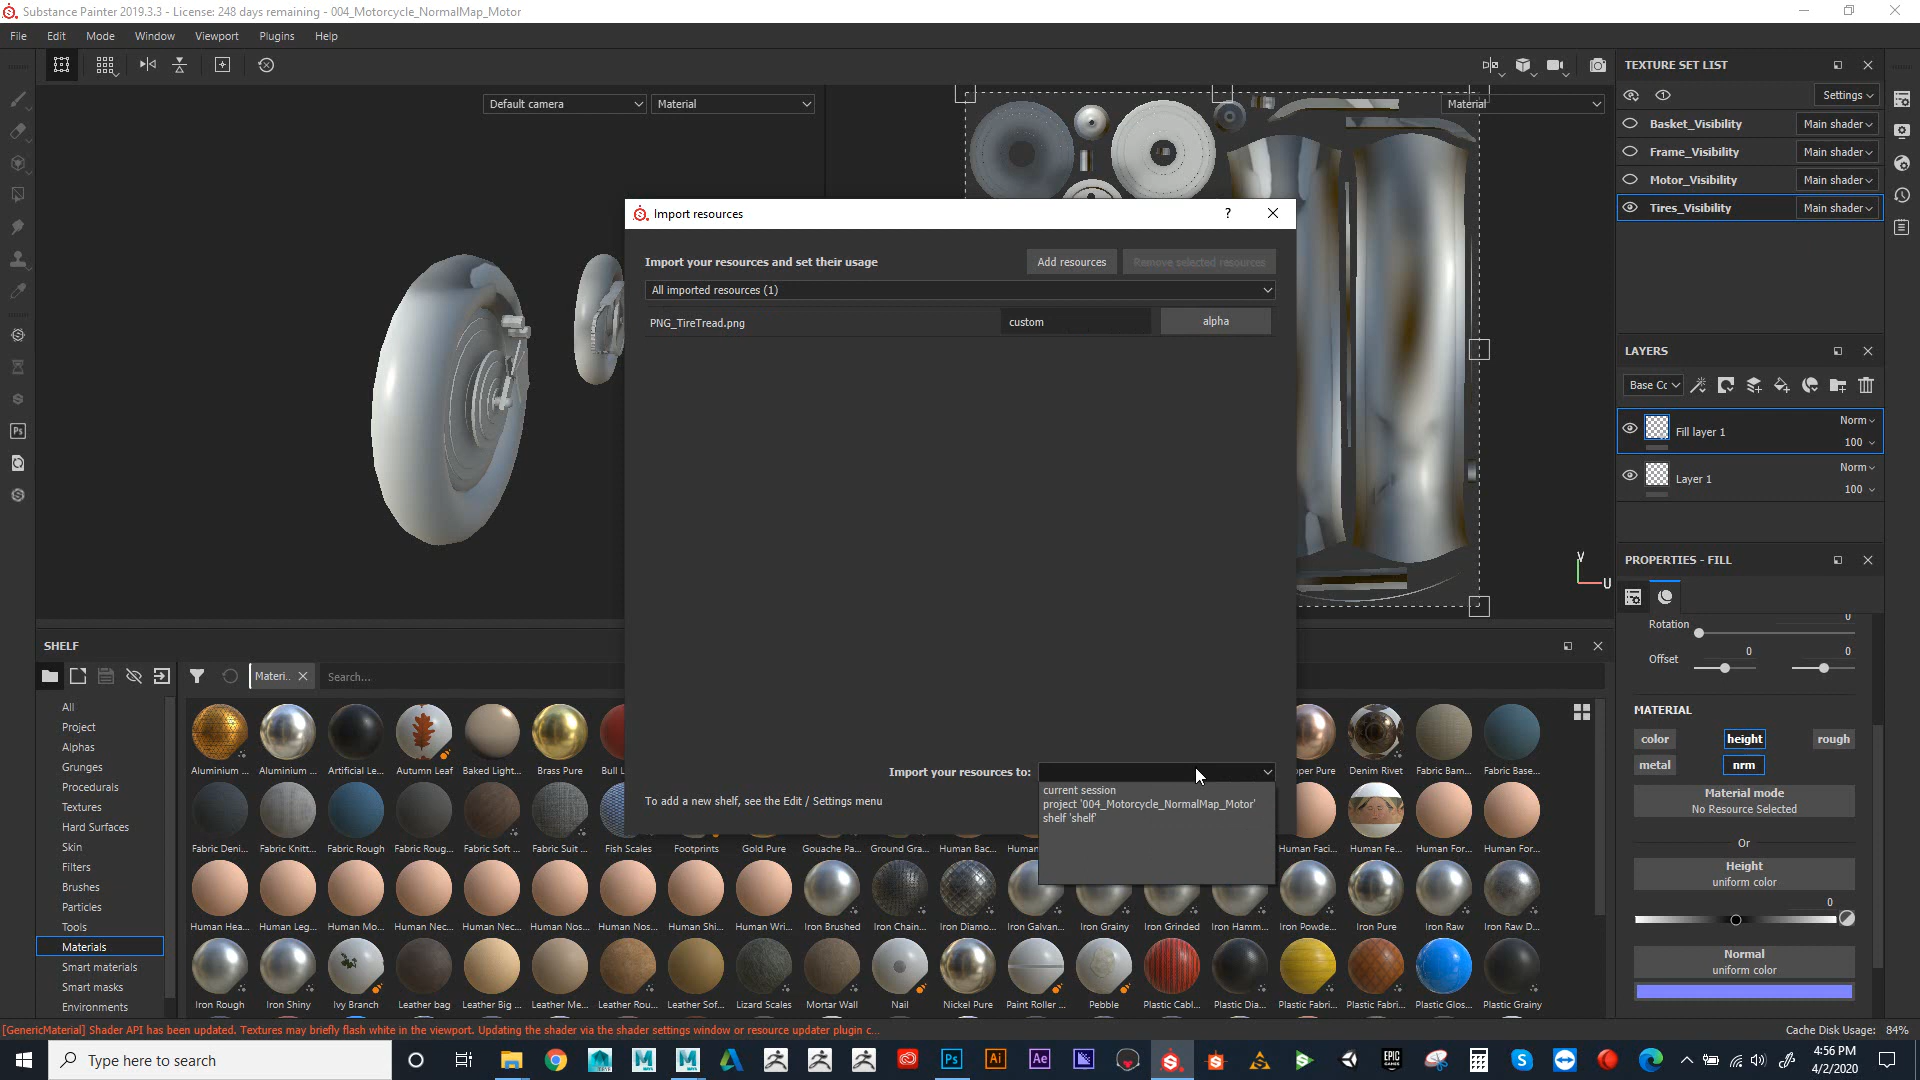 Substance Painter 2019.3.3 - License: 248 days remaining - 004_Motorcycle_NormalMap_Motor
File Edit Mode Window Viewport Plugins Help
Default camera
Material
Material
TEXTURE SET LIST
Settings
Basket_Visibility Main shader
Frame_Visibility Main shader
Motor_Visibility Main shader
Tires_Visibility Main shader
Import resources
?
Import your resources and set their usage
Add resources
Remove selected resources
All imported resources (1)
PNG_TireTread.png custom alpha
Import your resources to:
To add a new shelf, see the Edit / Settings menu
current session
project '004_Motorcycle_NormalMap_Motor'
shelf 'shelf'
V
U
LAYERS
Base Cc
Fill layer 1 Norm
100
Layer 1 Norm
100
PROPERTIES - FILL
Rotation 0
Offset 0 0
MATERIAL
color height rough
metal nrm
Material mode
No Resource Selected
Or
Height
uniform color
0
Normal
uniform color
Ps
SHELF
Materi..
Search...
All
Project
Alphas
Grunges
Procedurals
Textures
Hard Surfaces
Skin
Filters
Brushes
Particles
Tools
Materials
Smart materials
Smart masks
Environments
Aluminium ... Aluminium ... Artificial Le... Autumn Leaf Baked Light... Brass Pure Bull L
pper Pure Denim Rivet Fabric Bam... Fabric Base...
Fabric Deni... Fabric Knitt... Fabric Rough Fabric Roug... Fabric Soft ... Fabric Suit ... Fish Scales Footprints Gold Pure Gouache Pa... Ground Gra... Human Bac... Huma
Human Faci... Human Fe... Human For... Human For...
Human Hea... Human Leg... Human Mo... Human Nec... Human Nec... Human Nos... Human Nos... Human Shi... Human Wri... Iron Brushed Iron Chain... Iron Diamo... Iron Galvan... Iron Grainy Iron Grinded Iron Hamm... Iron Powde... Iron Pure Iron Raw Iron Raw D...
Iron Rough Iron Shiny Ivy Branch Leather bag Leather Big ... Leather Me... Leather Rou... Leather Sof... Lizard Scales Mortar Wall Nail Nickel Pure Paint Roller ... Pebble Plastic Cabl... Plastic Dia... Plastic Fabri... Plastic Fabri... Plastic Glos... Plastic Grainy
[GenericMaterial] Shader API has been updated. Textures may briefly flash white in the viewport. Updating the shader via the shader settings window or resource updater plugin c...
Cache Disk Usage: 84%
Type here to search
Ps Ai Ae
EPIC GAMES
4:56 PM
4/2/2020